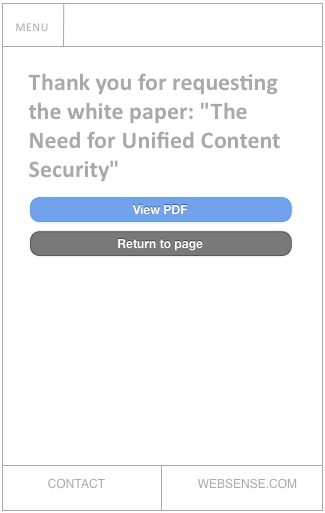 MENU
Thank you for requesting
the white paper: "The
Need for Unified Content
Security"
View PDF
Return to page
CONTACT
WEBSENSE.COM